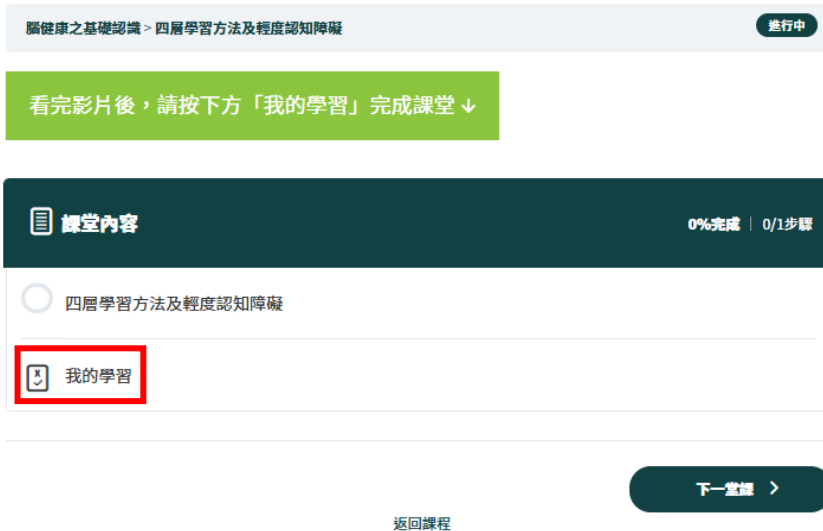 腦健康之基礎認識 > 四層學習方法及輕度認知障礙
進行中
看完影片後，請按下方「我的學習」完成課堂↓
課堂內容
0%完成 | 0/1步驟
四層學習方法及輕度認知障礙
我的學習
下一堂課 >
返回課程